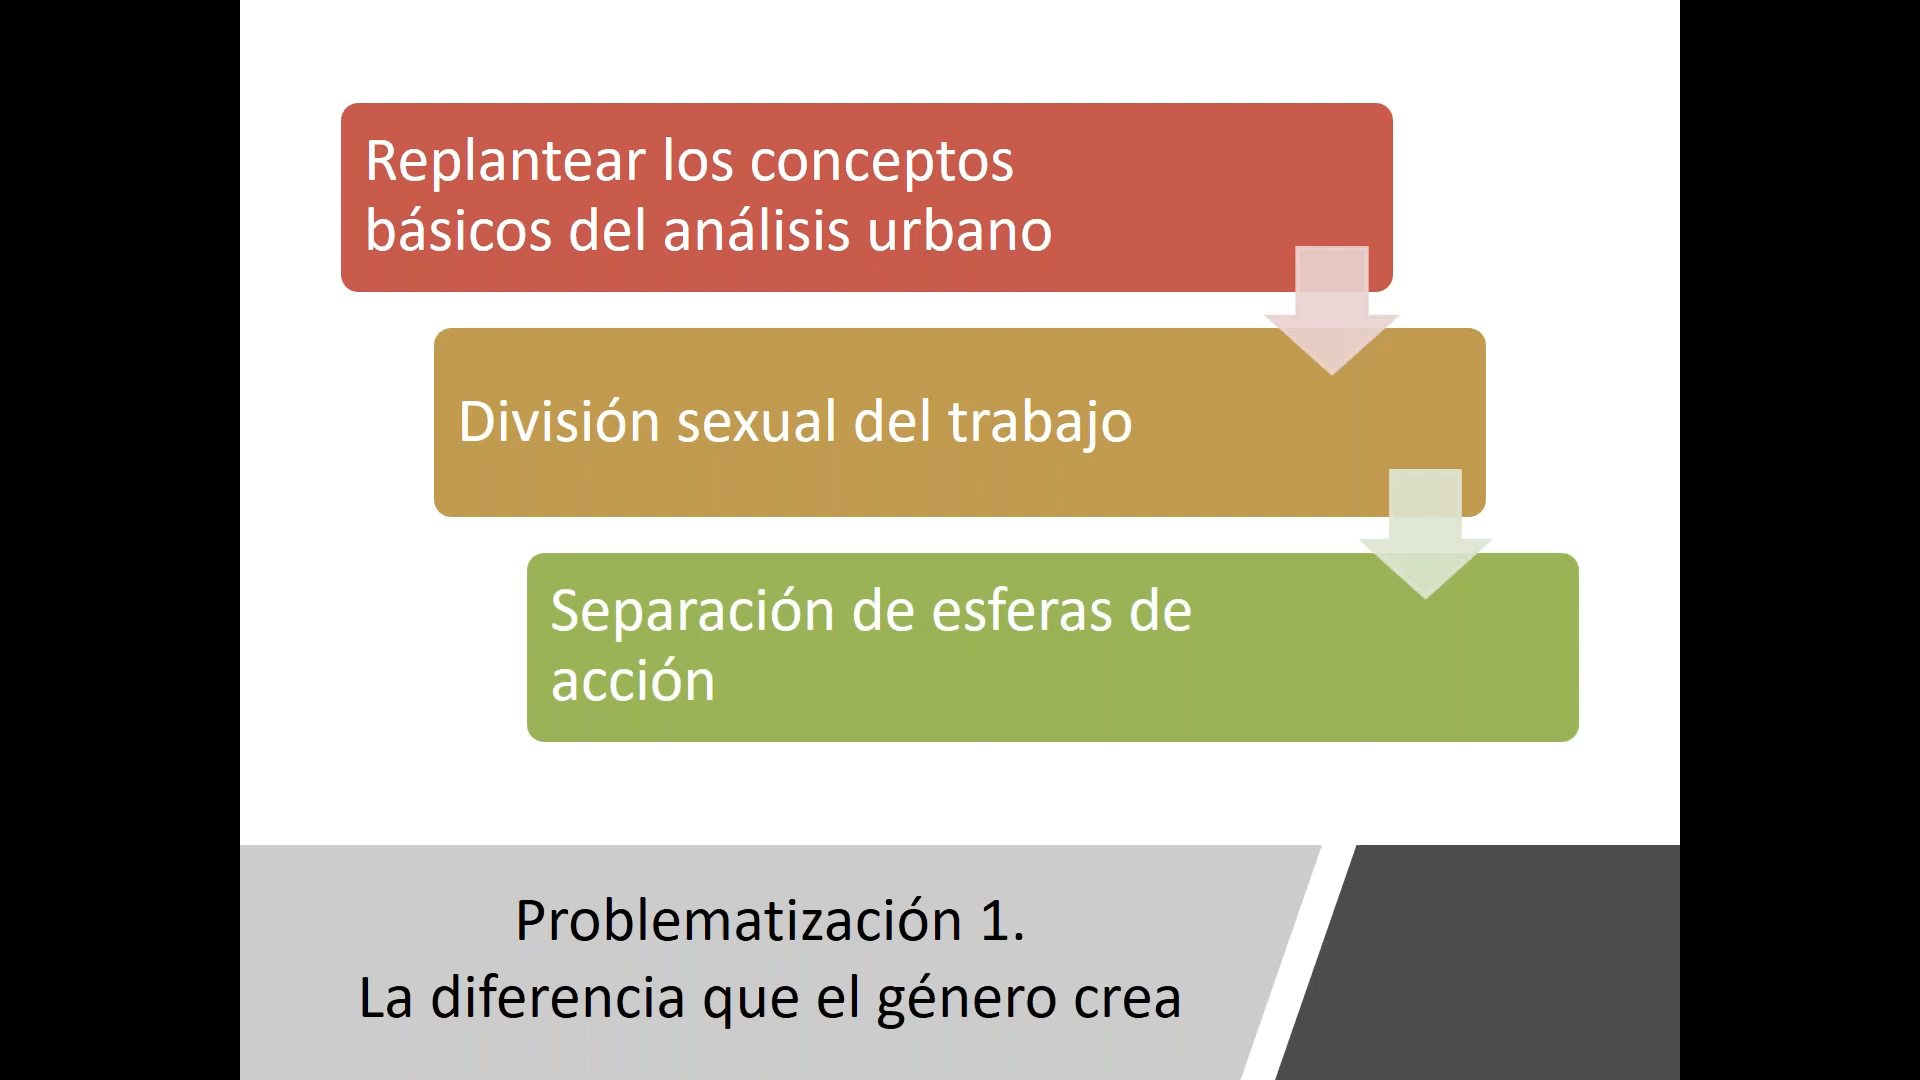 Replantear los conceptos
básicos del análisis urbano
División sexual del trabajo
Separación de esferas de
acción
Problematización 1.
La diferencia que el género crea